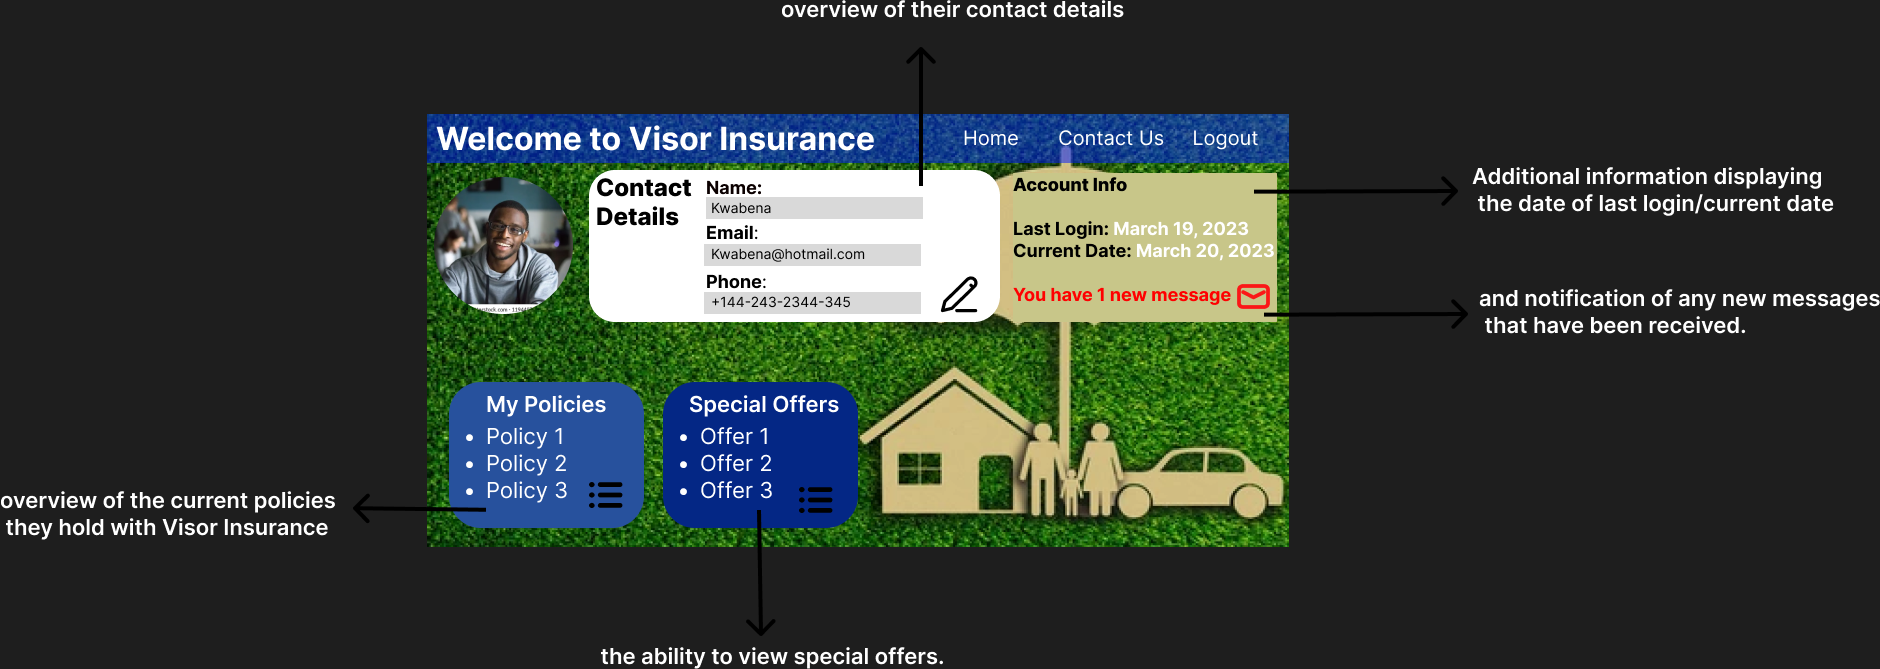 overview of their contact details
Welcome to Visor Insurance
Home
Contact Us
Logout
Contact
Details
Name:
Kwabena
Email:
Kwabena@hotmail.com
Phone:
+144-243-2344-345
Account Info
Last Login: March 19, 2023
Current Date: March 20, 2023
You have 1 new message
Additional information displaying
the date of last login/current date
and notification of any new messages
that have been received.
My Policies
• Policy 1
• Policy 2
• Policy 3
Special Offers
• Offer 1
• Offer 2
• Offer 3
overview of the current policies
they hold with Visor Insurance
the ability to view special offers.